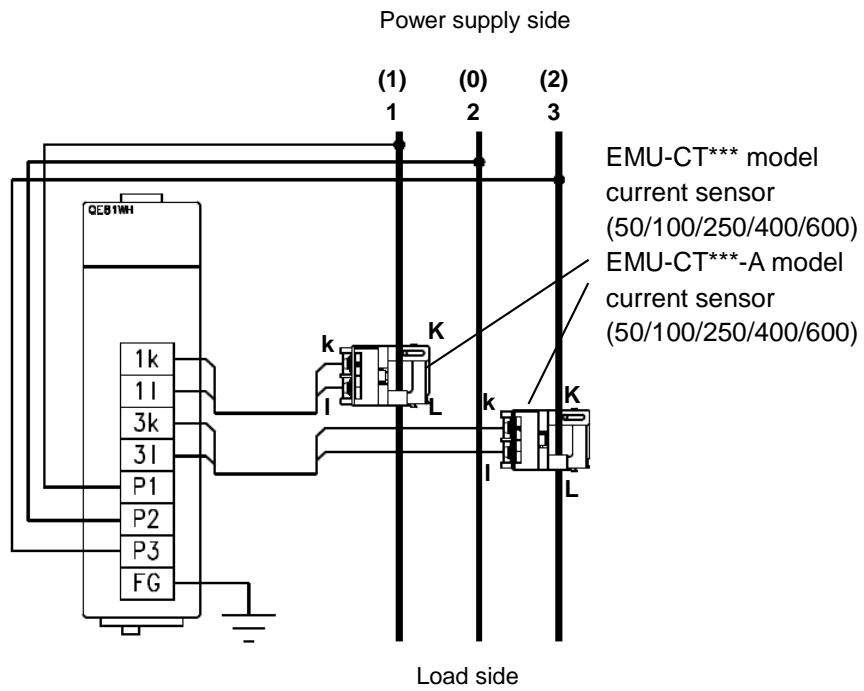 Power supply side
(1) (0) (2)
1 2 3
EMU-CT*** model
current sensor
(50/100/250/400/600)
EMU-CT***-A model
current sensor
(50/100/250/400/600)
QE81WH
k K
l L
k K
l L
1k
1l
3k
3l
P1
P2
P3
FG
Load side